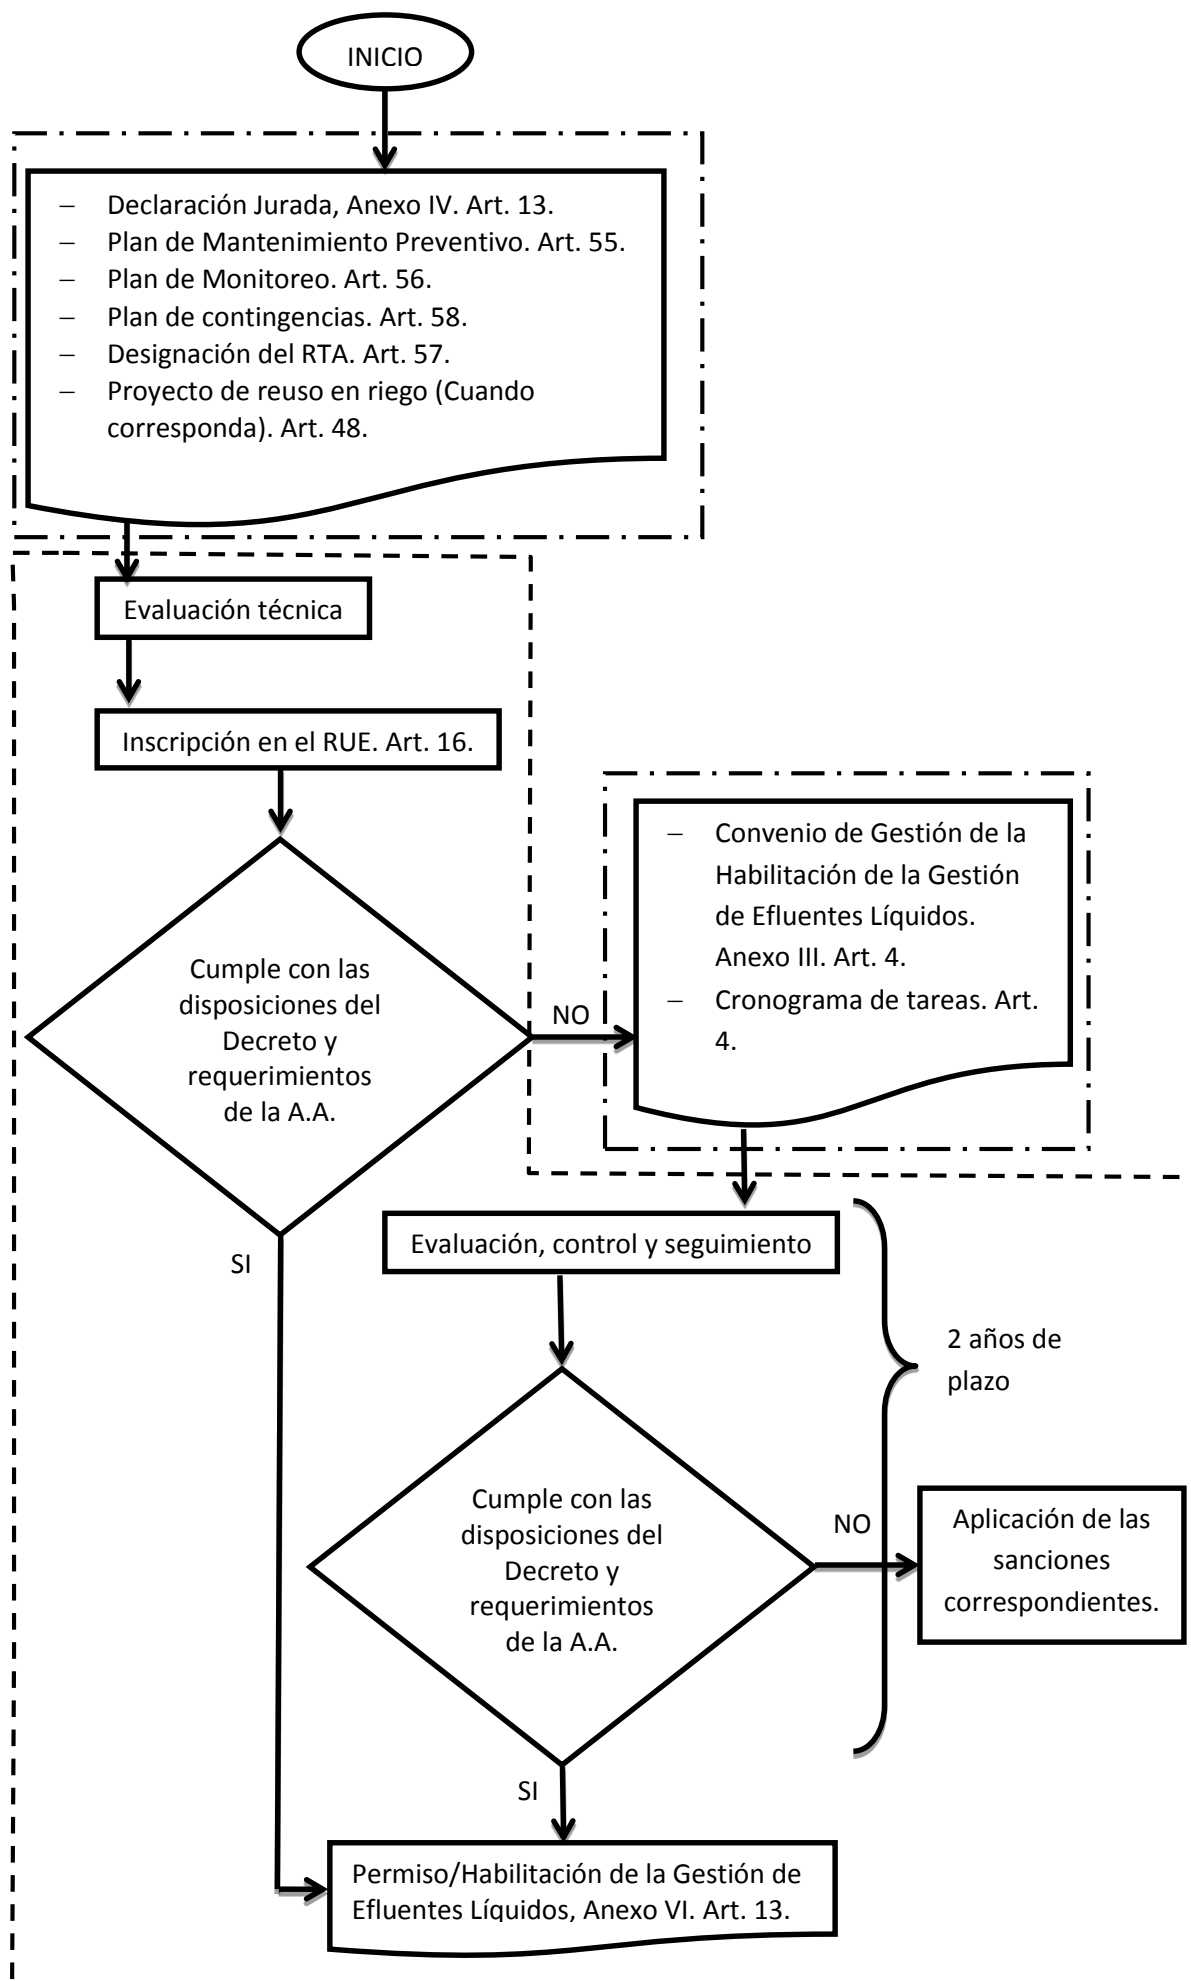 INICIO
– Declaración Jurada, Anexo IV. Art. 13.
– Plan de Mantenimiento Preventivo. Art. 55.
– Plan de Monitoreo. Art. 56.
– Plan de contingencias. Art. 58.
– Designación del RTA. Art. 57.
– Proyecto de reuso en riego (Cuando
corresponda). Art. 48.
Evaluación técnica
Inscripción en el RUE. Art. 16.
Cumple con las
disposiciones del
Decreto y
requerimientos
de la A.A.
NO
– Convenio de Gestión de la
Habilitación de la Gestión
de Efluentes Líquidos.
Anexo III. Art. 4.
– Cronograma de tareas. Art.
4.
SI
Evaluación, control y seguimiento
2 años de
plazo
Cumple con las
disposiciones del
Decreto y
requerimientos
de la A.A.
NO
Aplicación de las
sanciones
correspondientes.
SI
Permiso/Habilitación de la Gestión de
Efluentes Líquidos, Anexo VI. Art. 13.